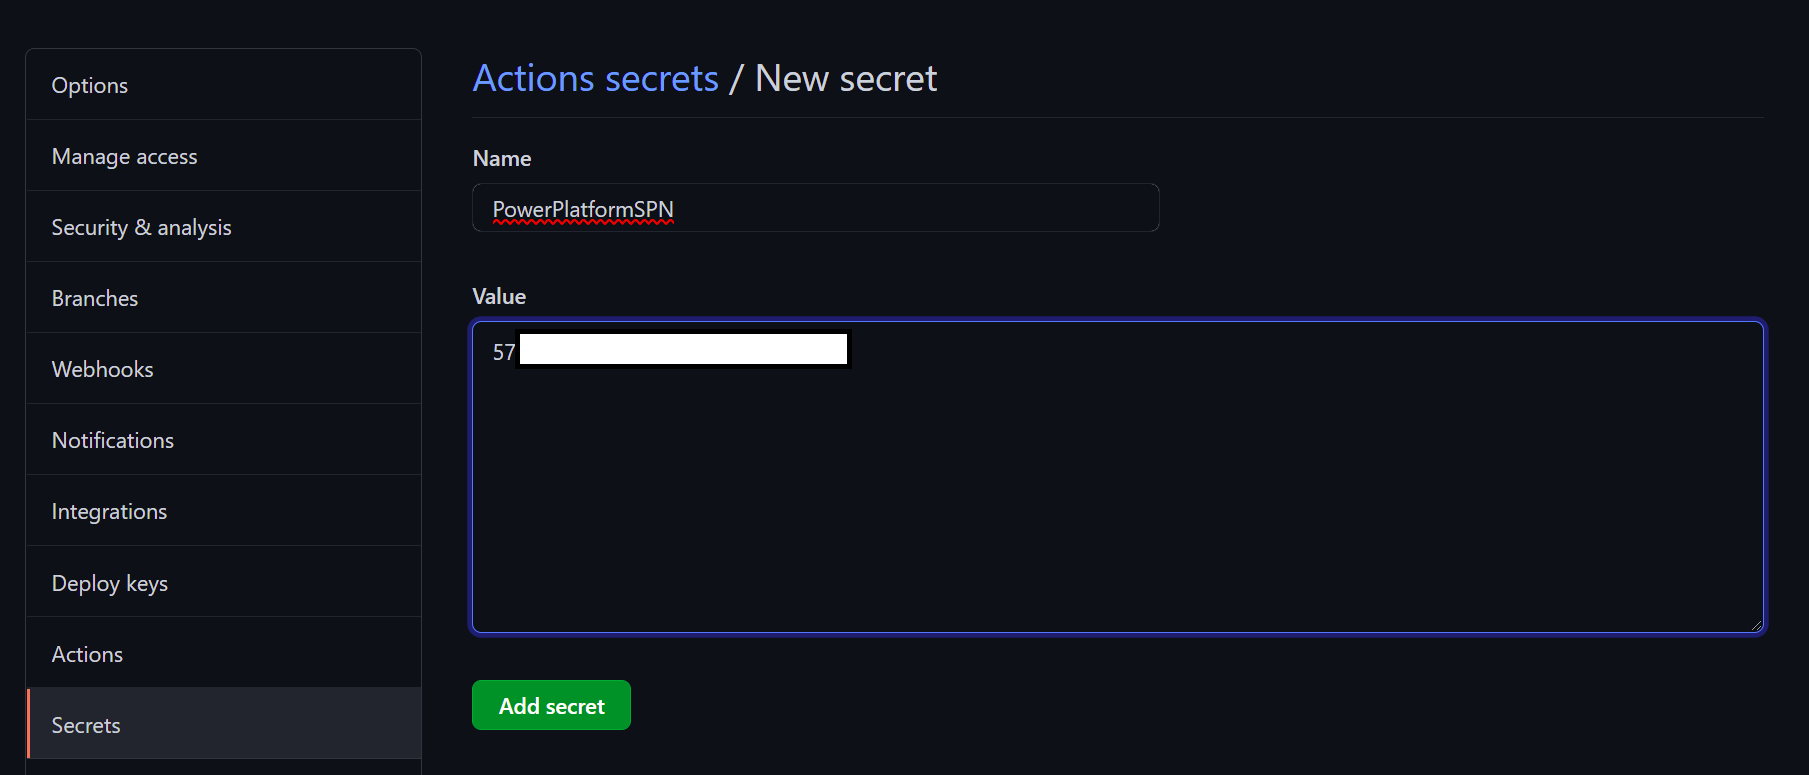 Options
Manage access
Security & analysis
Branches
Webhooks
Notifications
Integrations
Deploy keys
Actions
Secrets
Actions secrets / New secret
Name
PowerPlatformSPN
Value
57
Add secret